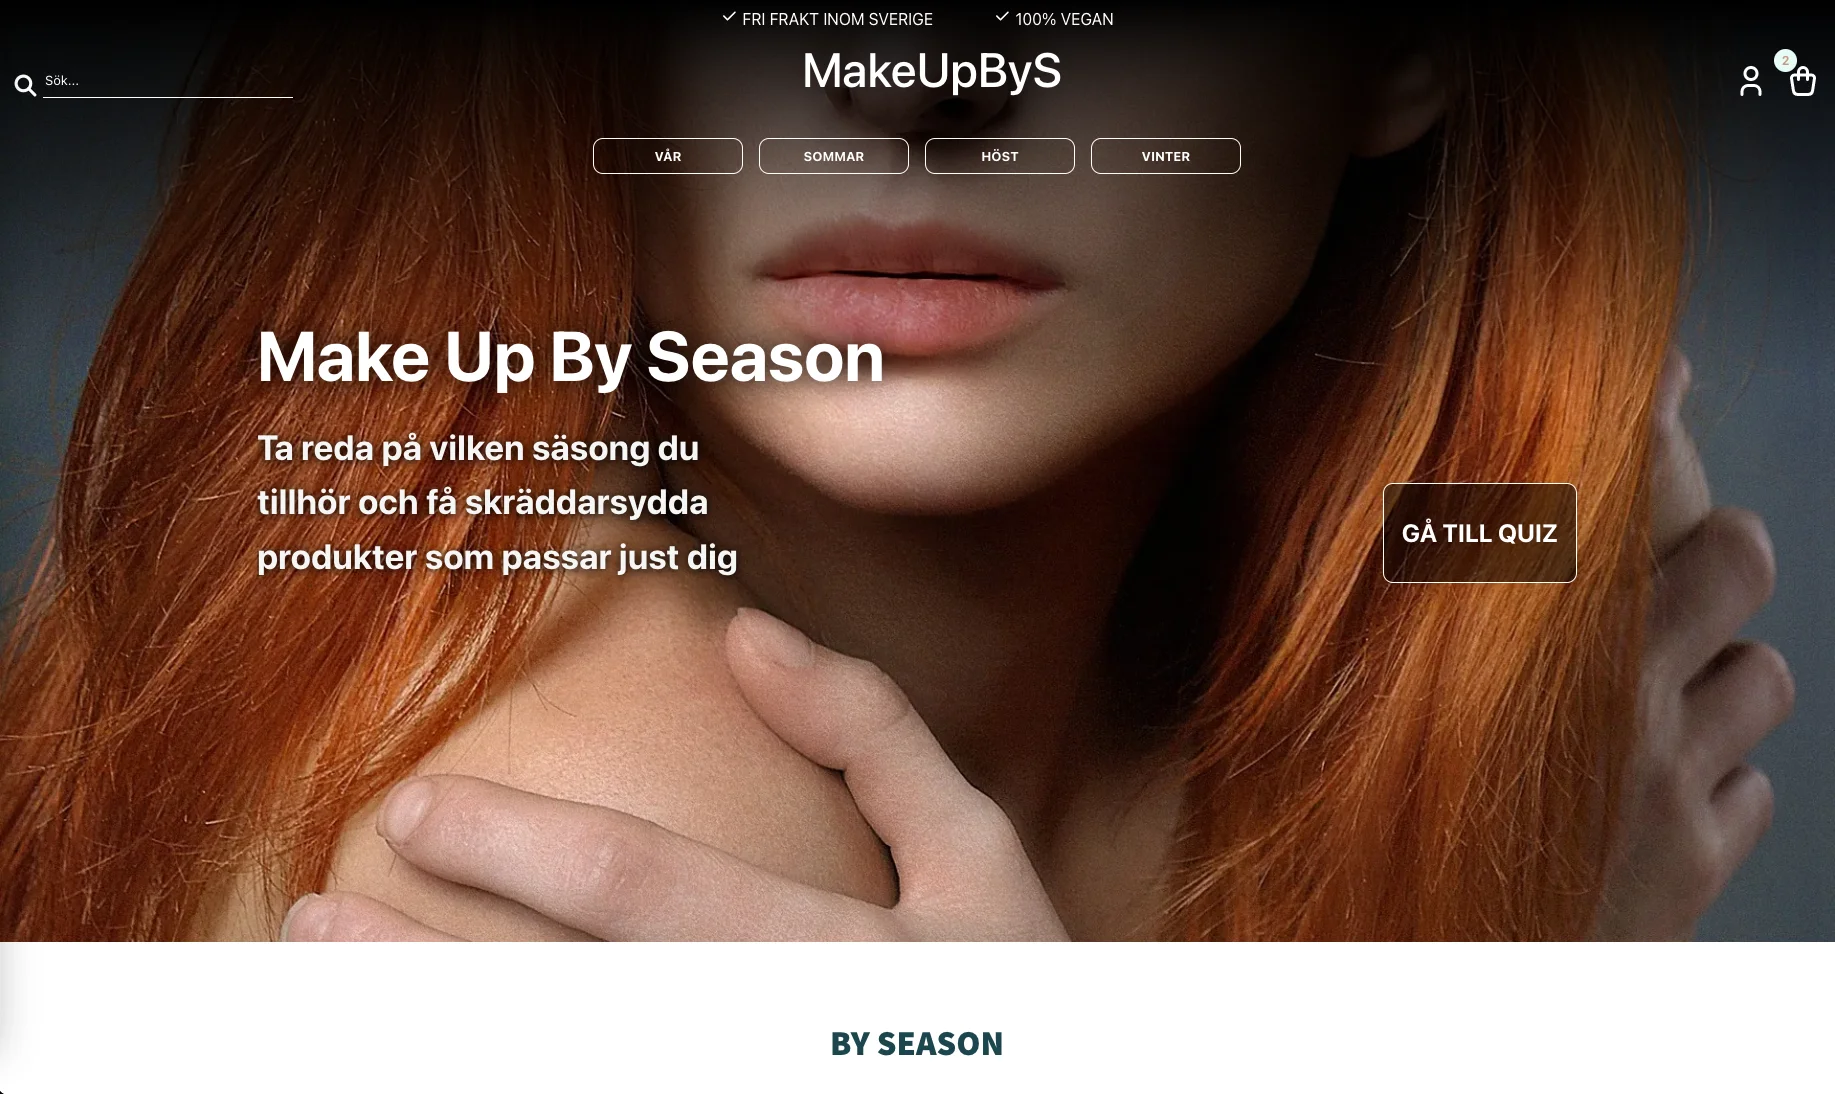 FRI FRAKT INOM SVERIGE
100% VEGAN
MakeUpByS
Sök...
2
VÅR
SOMMAR
HÖST
VINTER
Make Up By Season
Ta reda på vilken säsong du
tillhör och få skräddarsydda
produkter som passar just dig
GÅ TILL QUIZ
BY SEASON